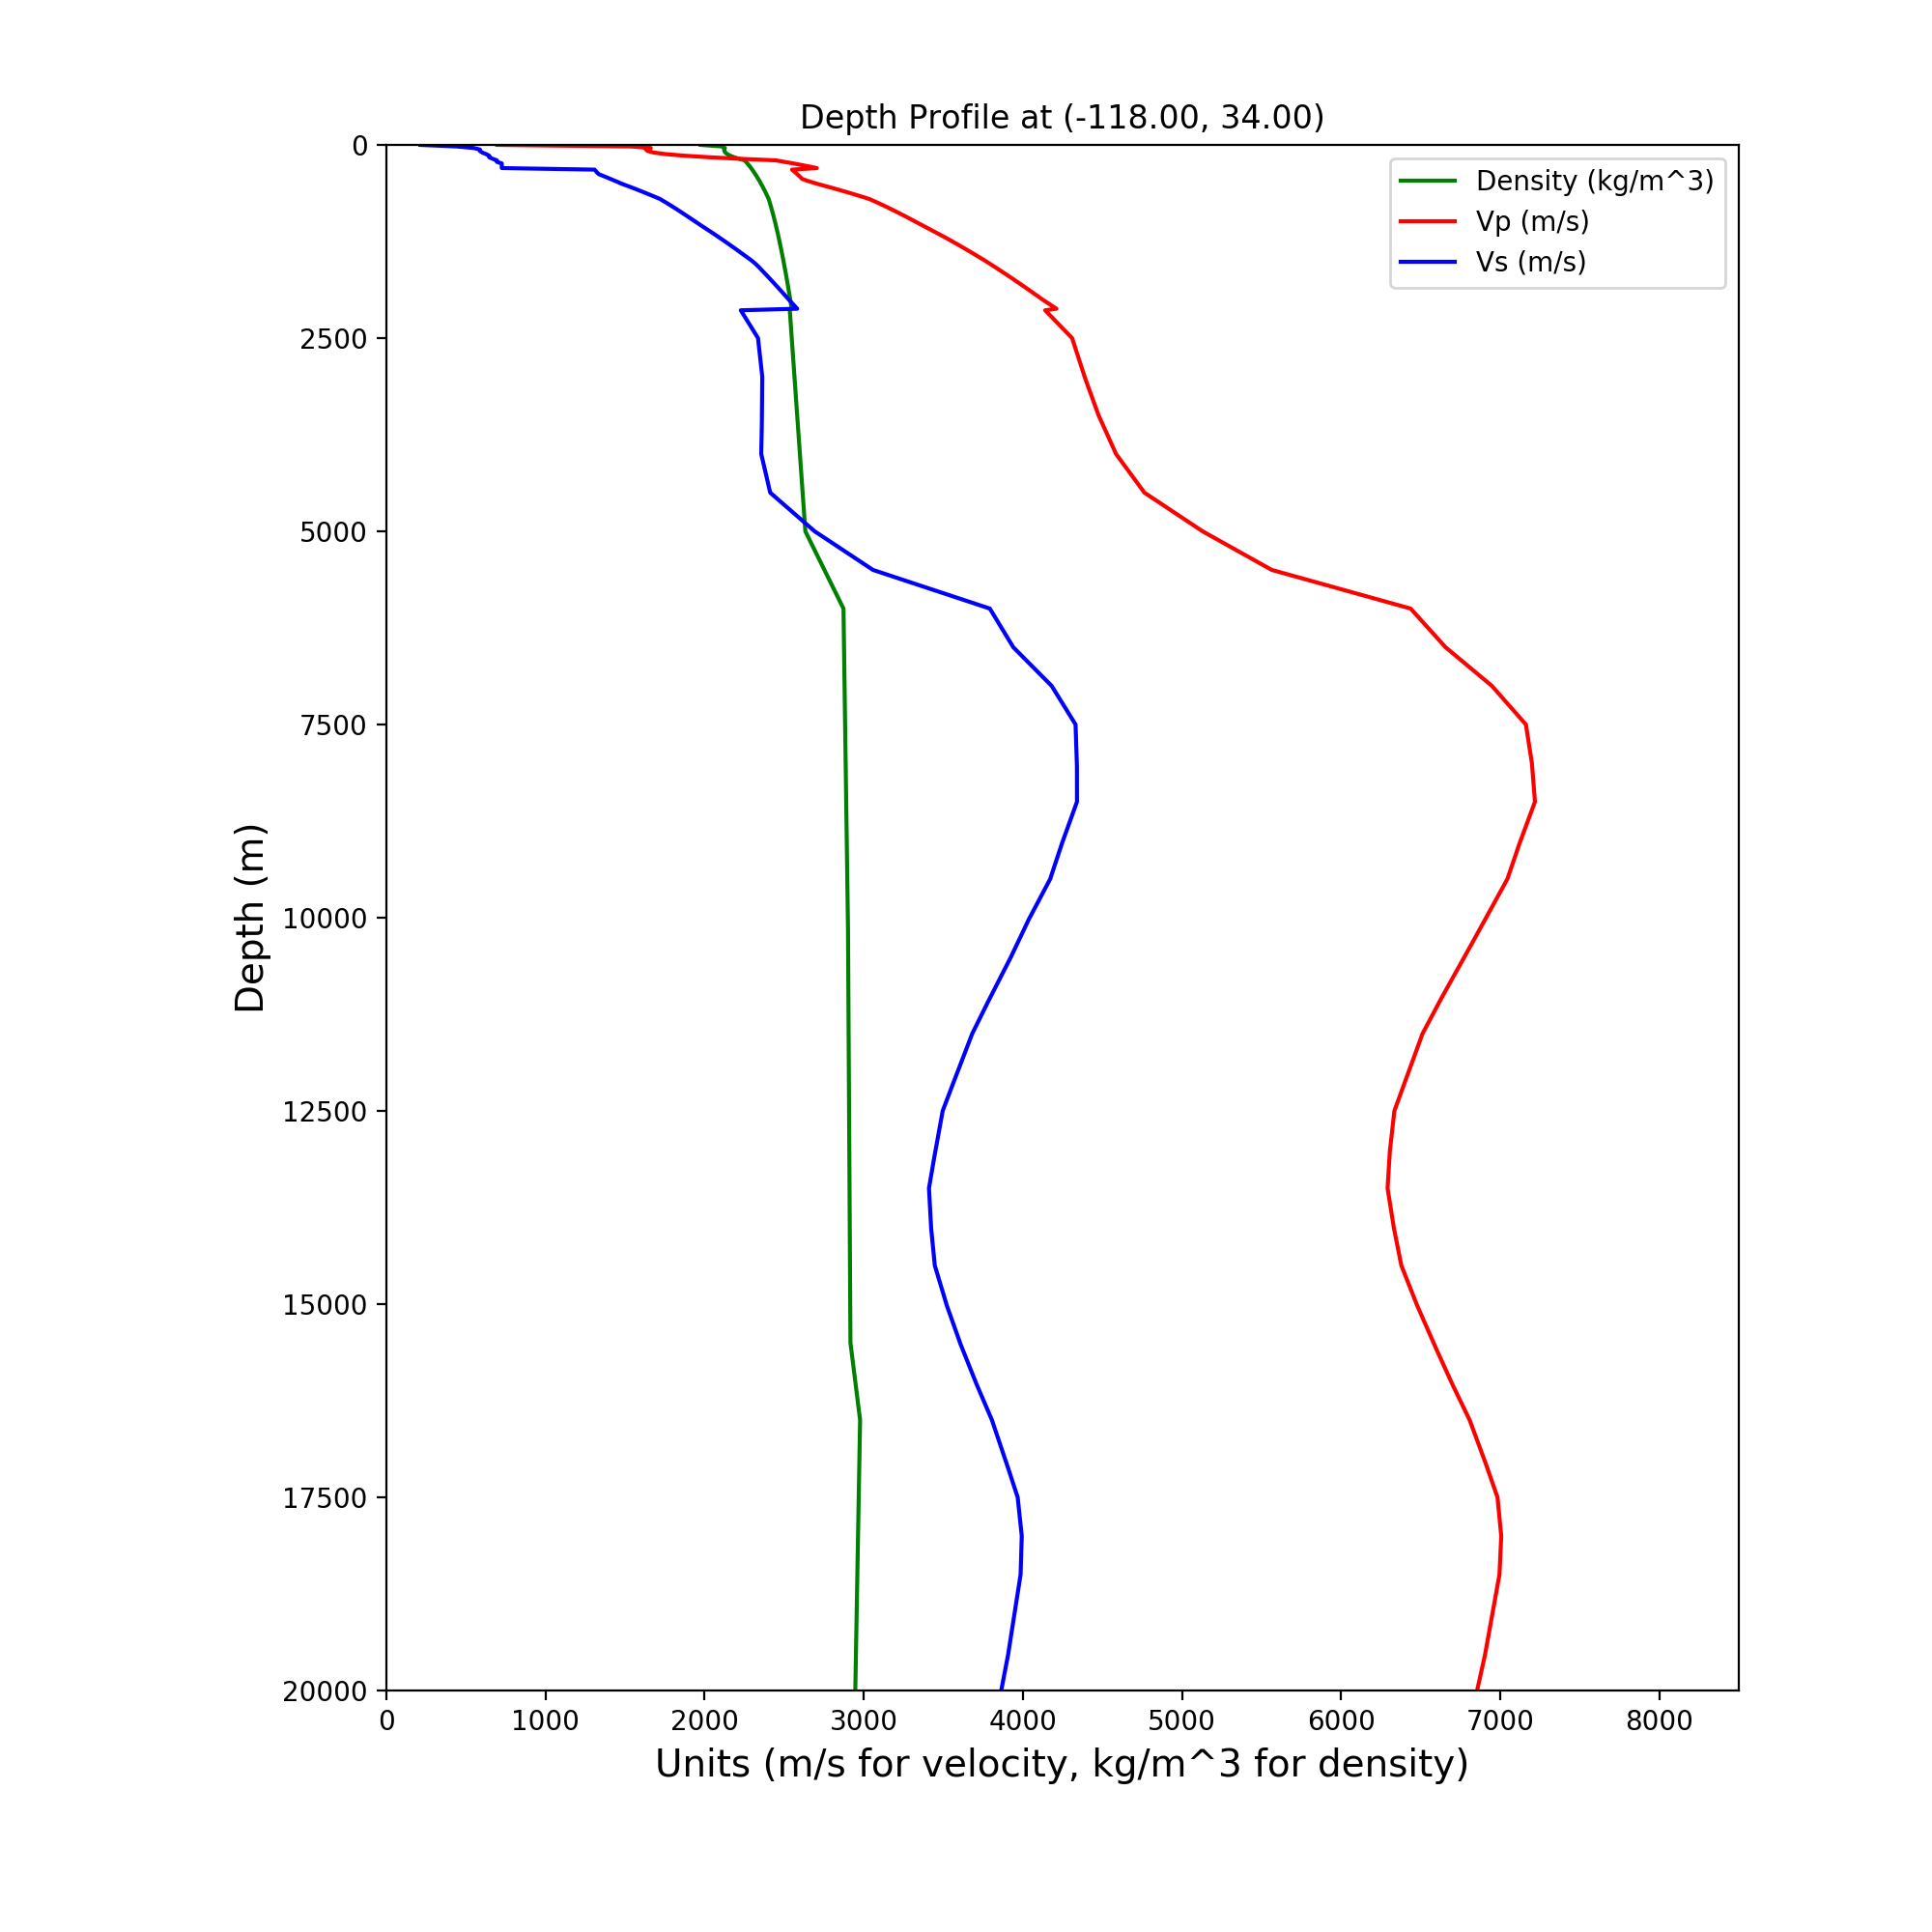 Depth Profile at (-118.00, 34.00)
Density (kg/m^3)
Vp (m/s)
Vs (m/s)
0
2500
5000
7500
10000
12500
15000
17500
20000
Depth (m)
0 1000 2000 3000 4000 5000 6000 7000 8000
Units (m/s for velocity, kg/m^3 for density)